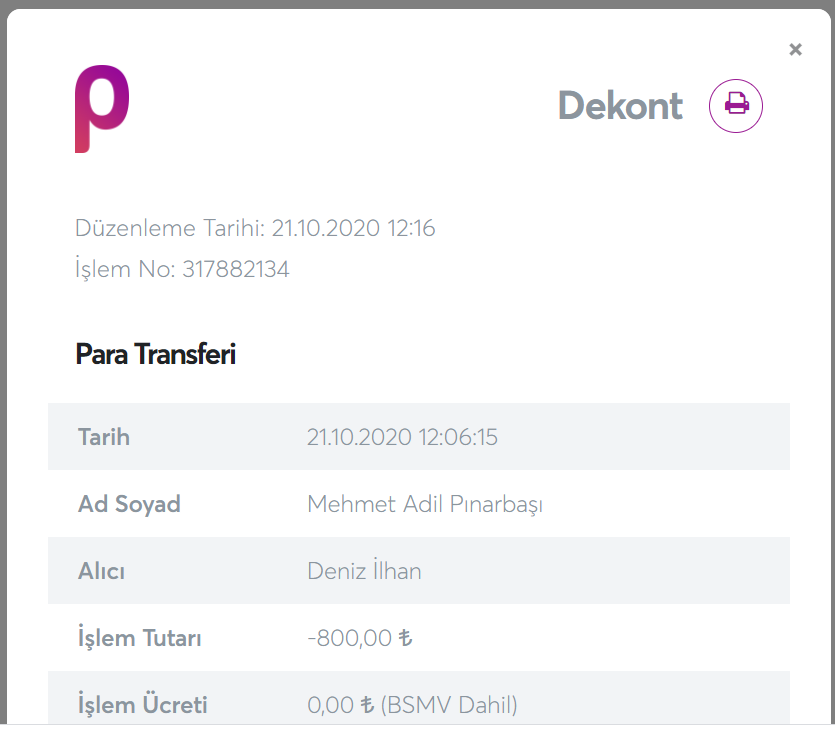 p
Dekont
Düzenleme Tarihi: 21.10.2020 12:16
İşlem No: 317882134
Para Transferi
Tarih 21.10.2020 12:06:15
Ad Soyad Mehmet Adil Pınarbaşı
Alıcı Deniz İlhan
İşlem Tutarı -800,00 ₺
İşlem Ücreti 0,00 ₺ (BSMV Dahil)